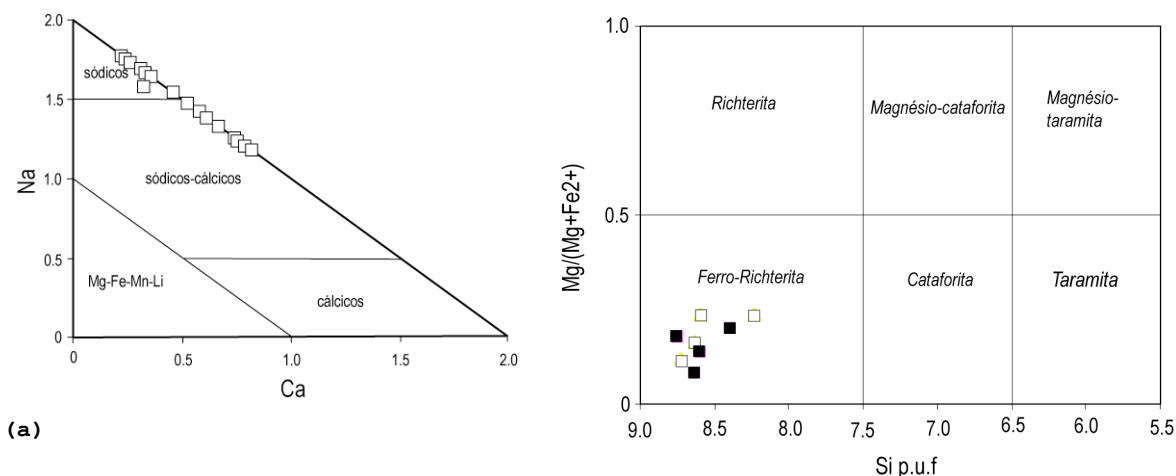 2.0
sódicos
1.5
Na
sódicos-cálcicos
1.0
0.5
Mg-Fe-Mn-Li
cálcicos
0
0
0.5
1.0
1.5
2.0
Ca
(a)
1.0
Richterita
Magnésio-cataforita
Magnésio-
taramita
Mg/(Mg+Fe2+)
0.5
Ferro-Richterita
Cataforita
Taramita
0
9.0
8.5
8.0
7.5
7.0
6.5
6.0
5.5
Si p.u.f